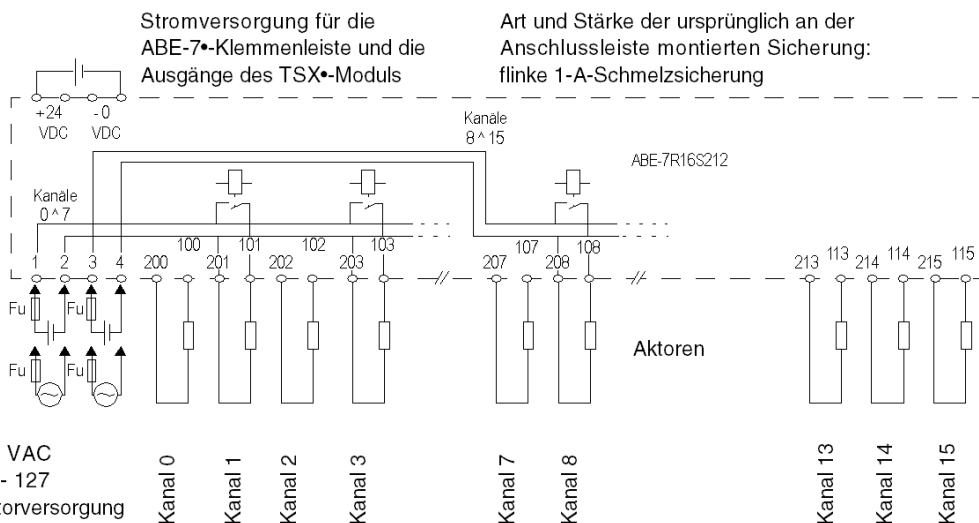 Stromversorgung für die
ABE-7•-Klemmenleiste und die
Ausgänge des TSX•-Moduls
Art und Stärke der ursprünglich an der
Anschlussleiste montierten Sicherung:
flinke 1-A-Schmelzsicherung
+24 VDC
-0 VDC
Kanäle
8^15
ABE-7R16S212
Kanäle
0^7
100 101 102 103 107 108
1 2 3 4 200 201 202 203 207 208 213 113 214 114 215 115
Fu Fu
Fu Fu
Aktoren
VAC
- 127
torversorgung
Kanal 0
Kanal 1
Kanal 2
Kanal 3
Kanal 7
Kanal 8
Kanal 13
Kanal 14
Kanal 15